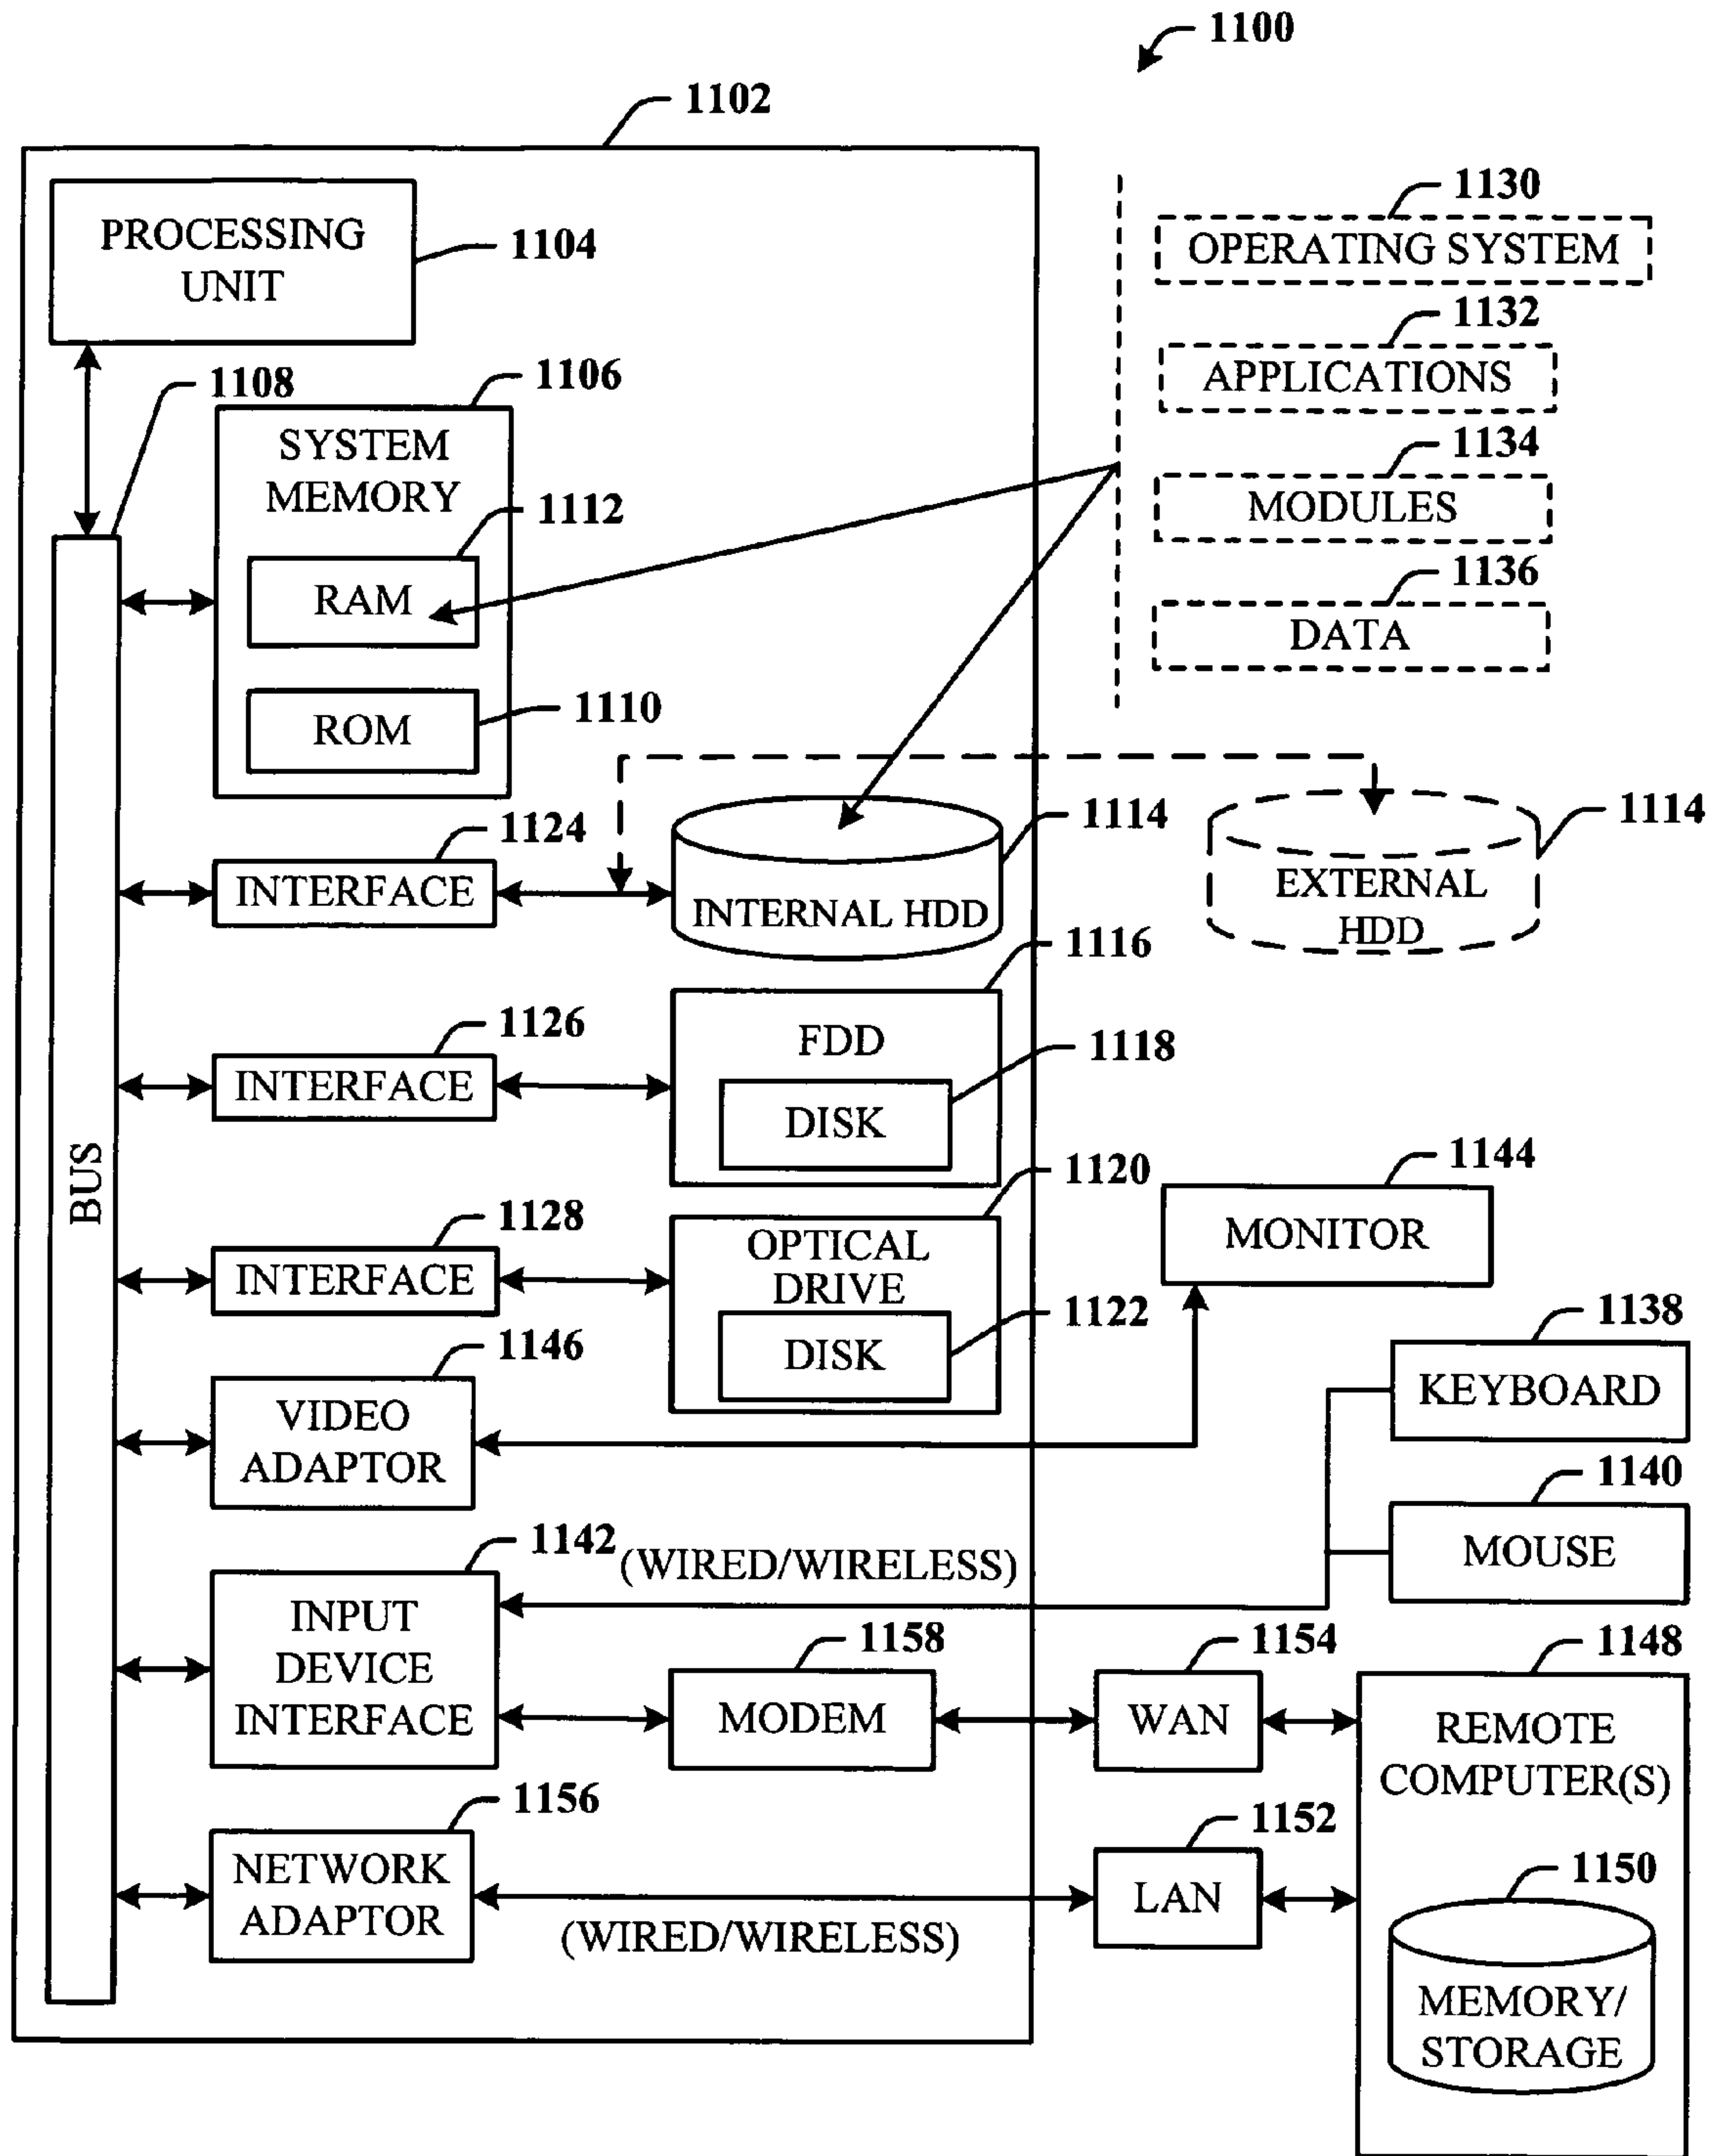 1100
1102
PROCESSING
UNIT
1104
1130
OPERATING SYSTEM
1132
APPLICATIONS
1134
MODULES
1136
DATA
1108
1106
SYSTEM
MEMORY
1112
RAM
1110
ROM
1124
INTERFACE
1114
INTERNAL HDD
1114
EXTERNAL
HDD
1126
INTERFACE
1116
FDD
1118
DISK
BUS
1128
INTERFACE
1120
OPTICAL
DRIVE
1122
DISK
1144
MONITOR
1146
VIDEO
ADAPTOR
1138
KEYBOARD
1140
MOUSE
1142
(WIRED/WIRELESS)
INPUT
DEVICE
INTERFACE
1158
MODEM
1154
WAN
1148
REMOTE
COMPUTER(S)
1156
NETWORK
ADAPTOR
(WIRED/WIRELESS)
1152
LAN
1150
MEMORY/
STORAGE